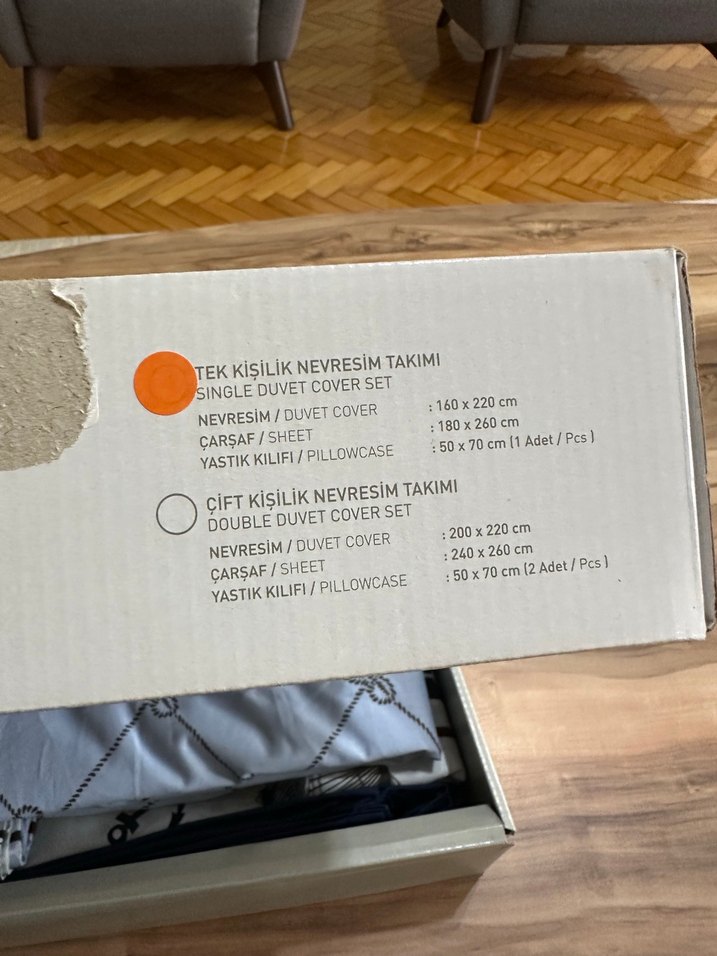 TEK KİŞİLİK NEVRESİM TAKIMI
SINGLE DUVET COVER SET
NEVRESİM / DUVET COVER : 160 x 220 cm
ÇARŞAF / SHEET : 180 x 260 cm
YASTIK KILIFI / PILLOWCASE : 50 x 70 cm (1 Adet / Pcs )
ÇİFT KİŞİLİK NEVRESİM TAKIMI
DOUBLE DUVET COVER SET
NEVRESİM / DUVET COVER : 200 x 220 cm
ÇARŞAF / SHEET : 240 x 260 cm
YASTIK KILIFI / PILLOWCASE : 50 x 70 cm (2 Adet / Pcs )